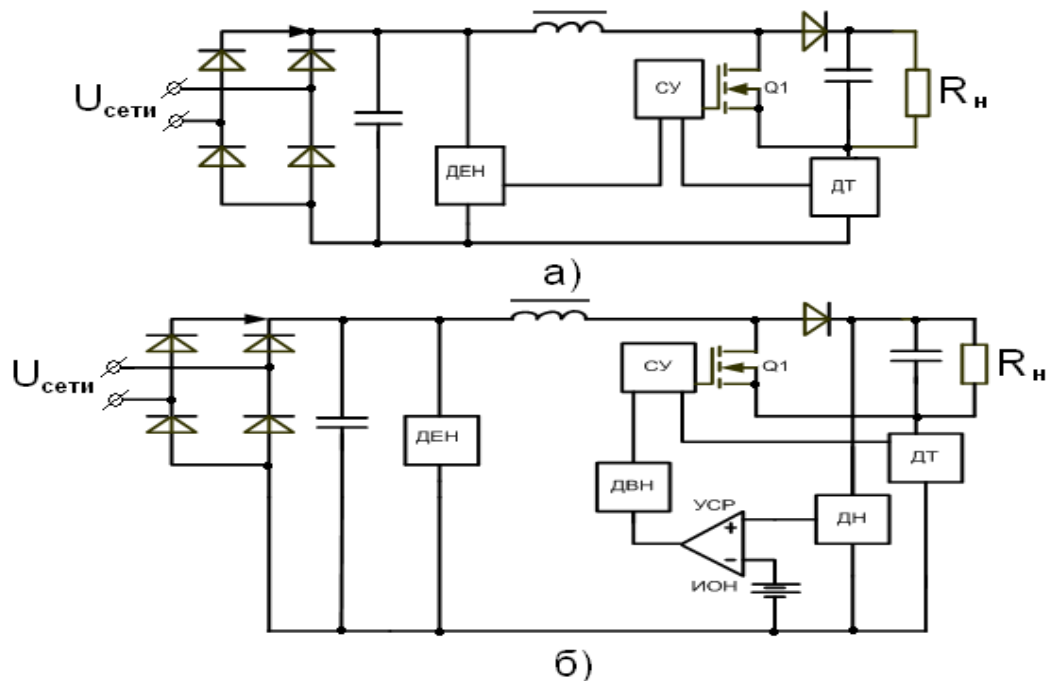 Uсети
СУ
Q1
Rн
ДЕН
ДТ
а)
Uсети
СУ
Q1
Rн
ДЕН
ДТ
ДВН
УСР
ДН
+
−
ИОН
б)